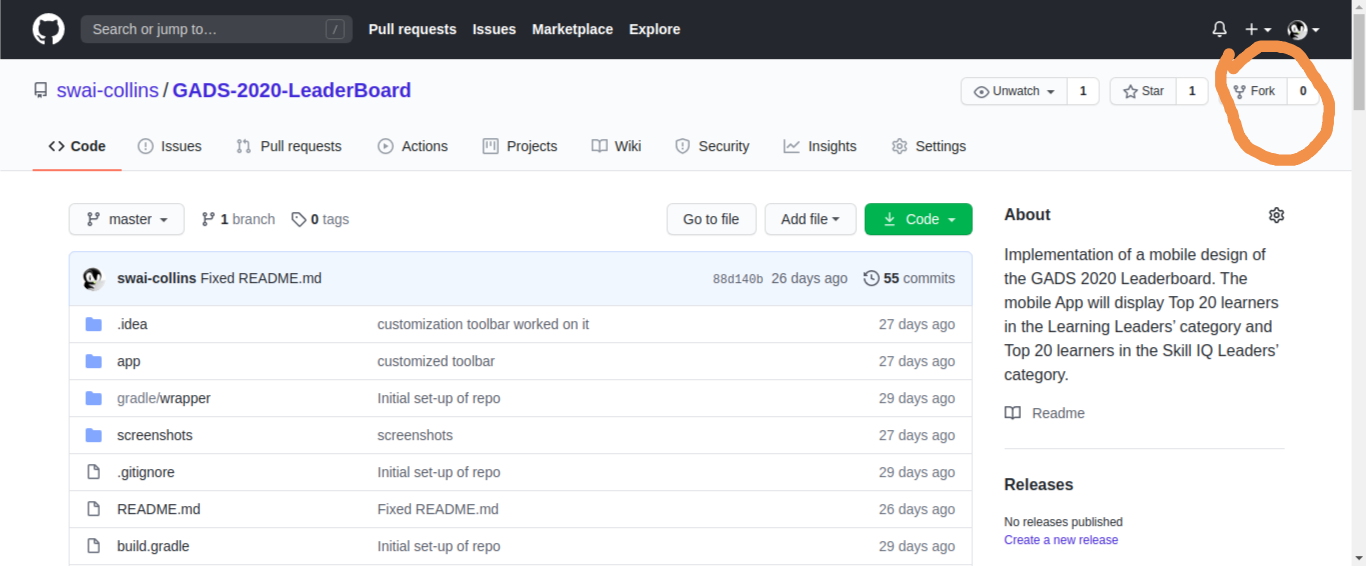 Search or jump to… /
Pull requests Issues Marketplace Explore
swai-collins / GADS-2020-LeaderBoard
Unwatch 1 Star 1 Fork 0
Code Issues Pull requests Actions Projects Wiki Security Insights Settings
master 1 branch 0 tags Go to file Add file Code
swai-collins Fixed README.md 88d140b 26 days ago 55 commits
.idea customization toolbar worked on it 27 days ago
app customized toolbar 27 days ago
gradle/wrapper Initial set-up of repo 29 days ago
screenshots screenshots 27 days ago
.gitignore Initial set-up of repo 29 days ago
README.md Fixed README.md 26 days ago
build.gradle Initial set-up of repo 29 days ago
About
Implementation of a mobile design of
the GADS 2020 Leaderboard. The
mobile App will display Top 20 learners
in the Learning Leaders’ category and
Top 20 learners in the Skill IQ Leaders’
category.
Readme
Releases
No releases published
Create a new release